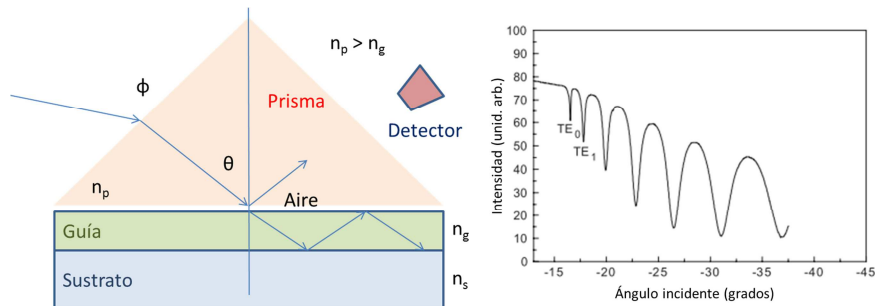 ϕ
n_p > n_g
Prisma
Detector
θ
n_p
Aire
Guía
n_g
Sustrato
n_s
Intensidad (unid. arb.)
100
90
80
70
60
50
40
30
20
10
0
TE_0
TE_1
-15
-20
-25
-30
-35
-40
-45
Ángulo incidente (grados)